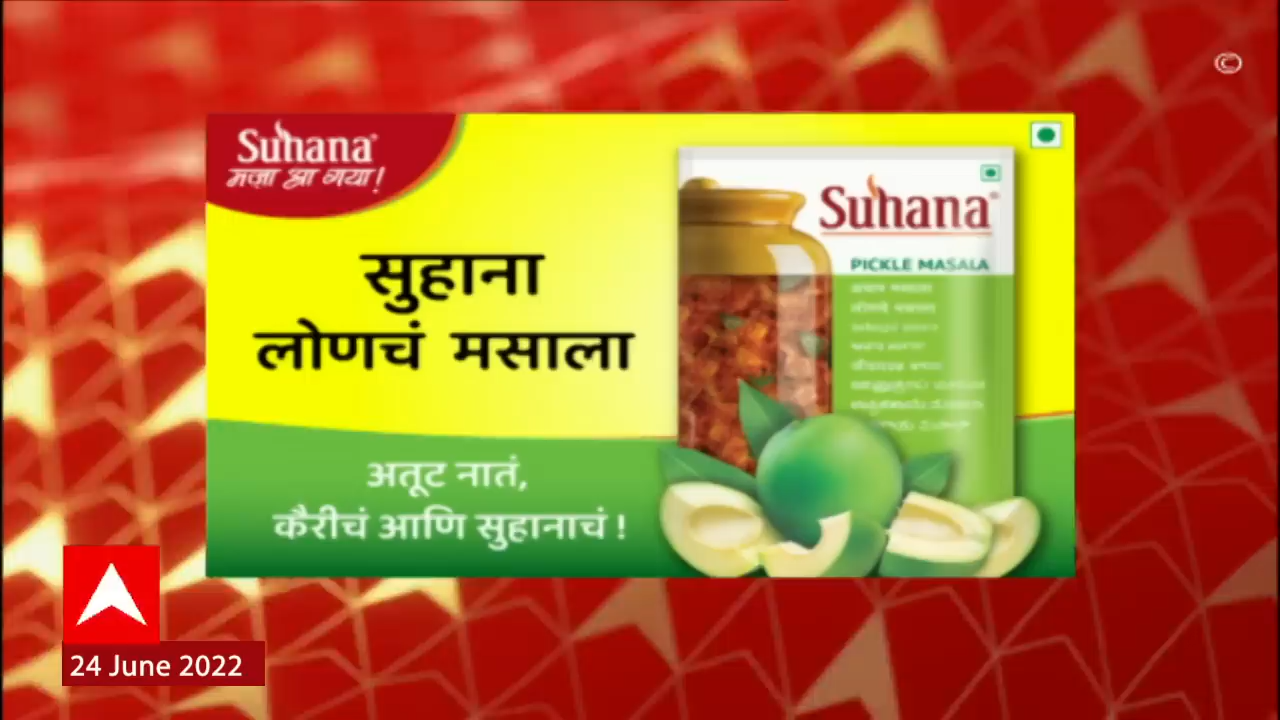 ©
Suhana
मज़ा आ गया!
सुहाना
लोणचं मसाला
अतूट नातं,
कैरीचं आणि सुहानाचं !
Suhana
PICKLE MASALA
24 June 2022